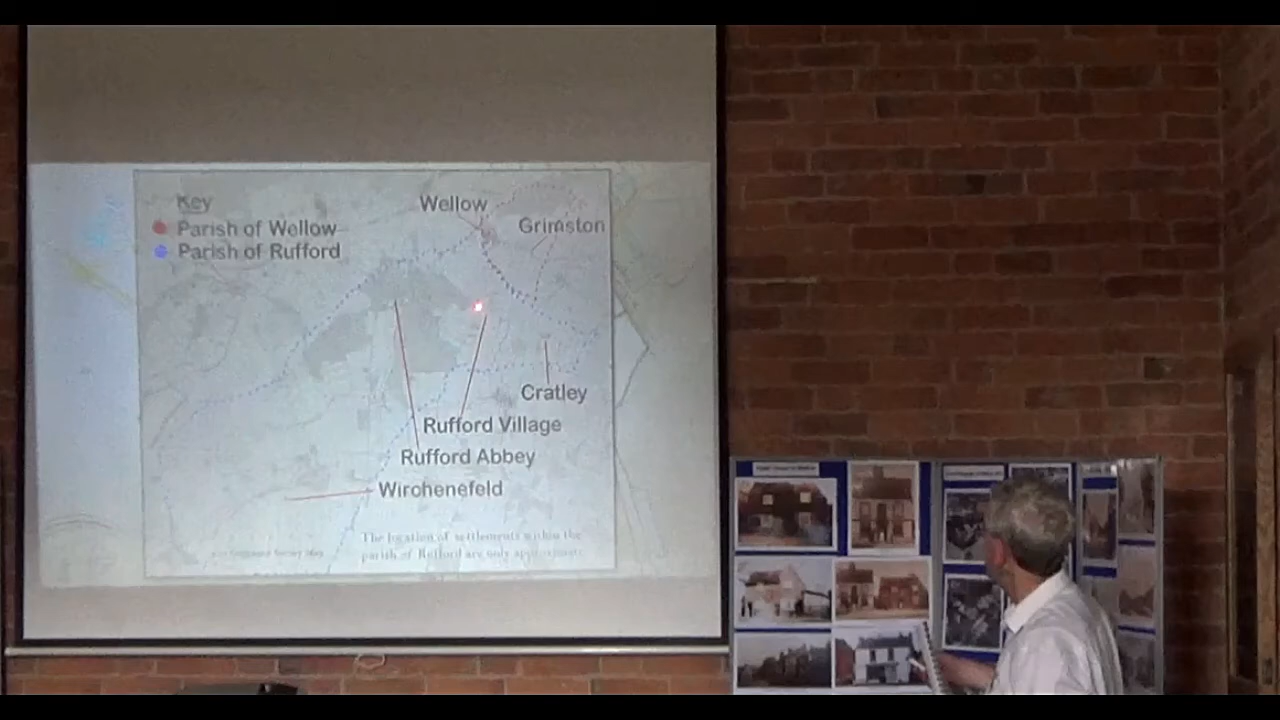 Key
Parish of Wellow
Parish of Rufford
Wellow
Grimston
Cratley
Rufford Village
Rufford Abbey
Wirchenefeld
The location of settlements within the
parish of Rufford are only approximate